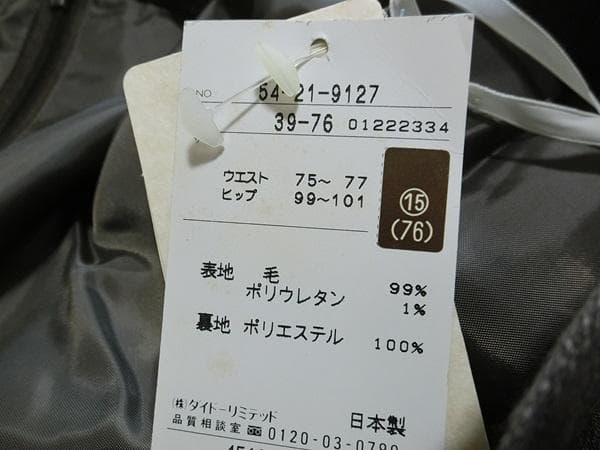 NO 54-21-9127
39-76 01222334
ウエスト 75～ 77
ヒップ 99～101
⑮
(76)
表地 毛 99%
ポリウレタン 1%
裏地 ポリエステル 100%
(株)ダイドーリミテッド 日本製
品質相談室 0120-03-0780